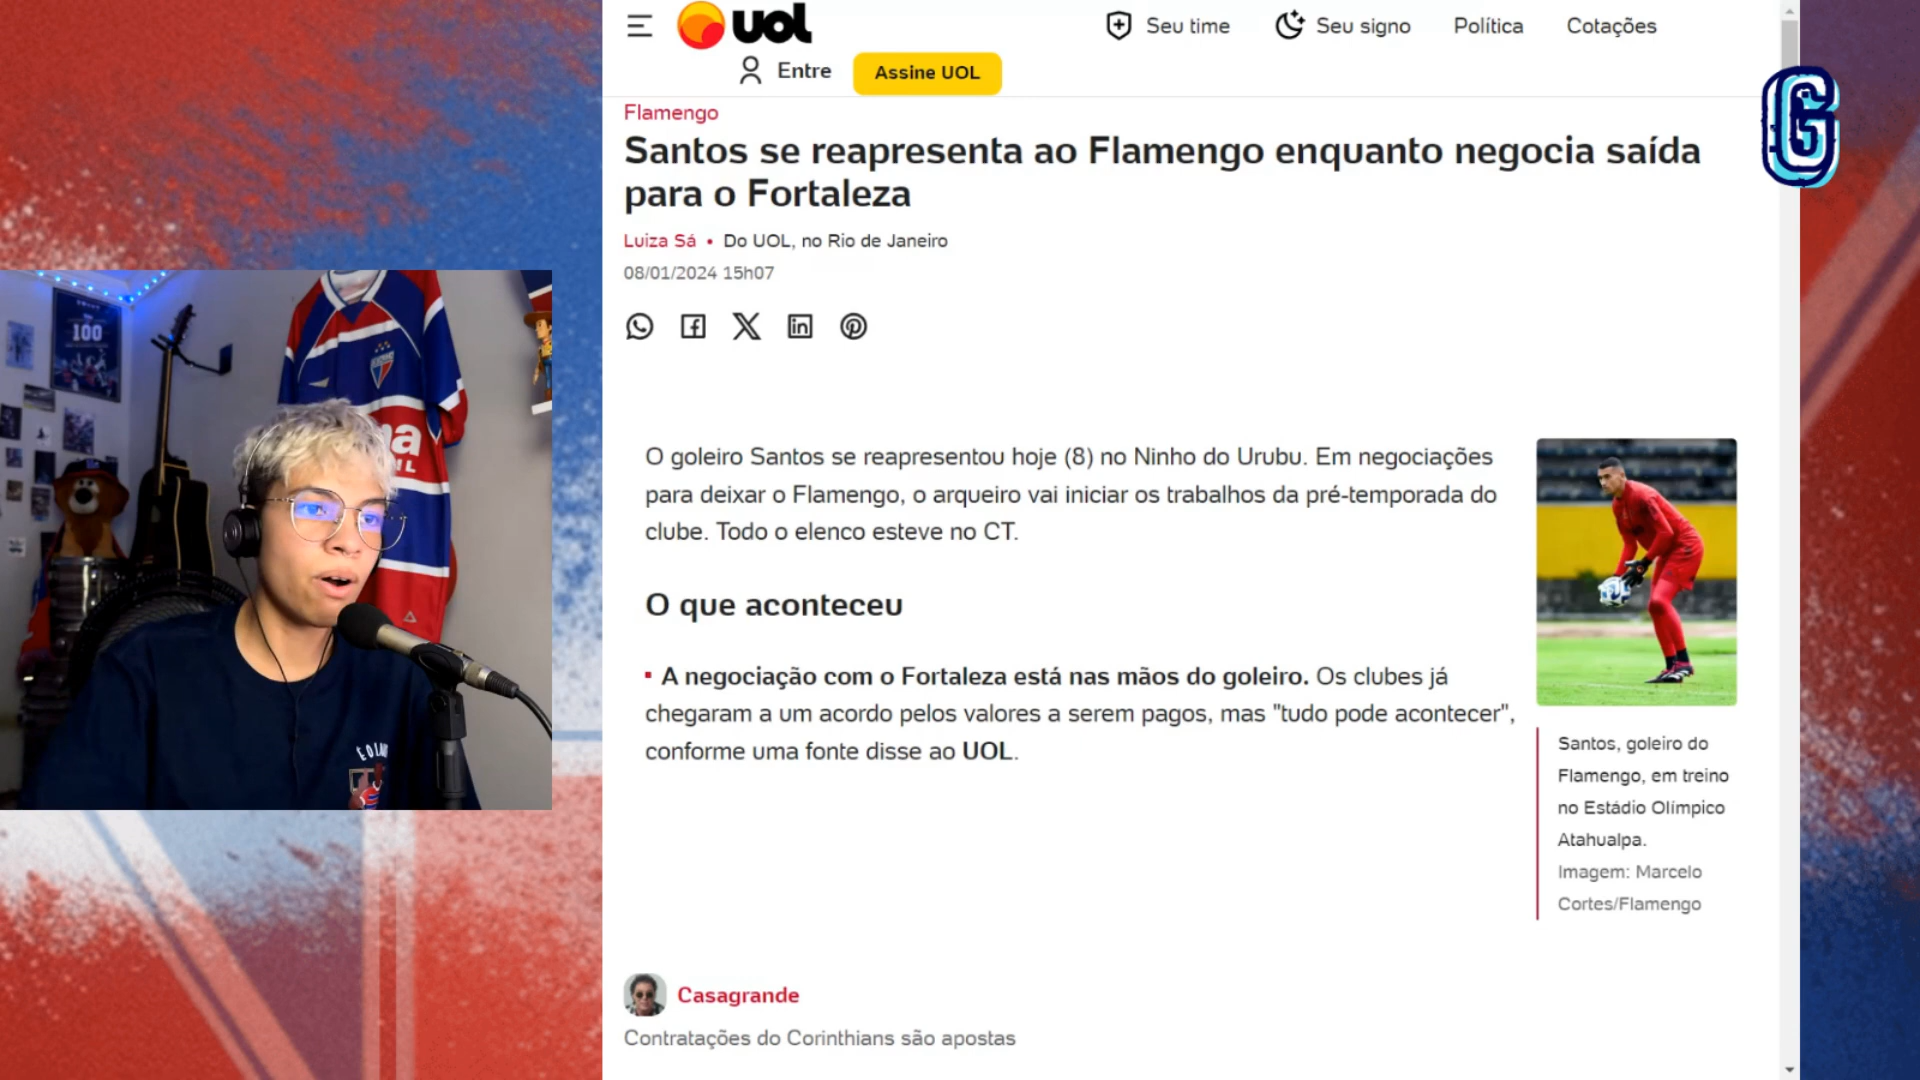 uol
Seu time
Seu signo
Política
Cotações
Entre
Assine UOL
Flamengo
Santos se reapresenta ao Flamengo enquanto negocia saída
para o Fortaleza
Luiza Sá • Do UOL, no Rio de Janeiro
08/01/2024 15h07
O goleiro Santos se reapresentou hoje (8) no Ninho do Urubu. Em negociações
para deixar o Flamengo, o arqueiro vai iniciar os trabalhos da pré-temporada do
clube. Todo o elenco esteve no CT.
O que aconteceu
A negociação com o Fortaleza está nas mãos do goleiro. Os clubes já
chegaram a um acordo pelos valores a serem pagos, mas "tudo pode acontecer",
conforme uma fonte disse ao UOL.
Santos, goleiro do
Flamengo, em treino
no Estádio Olímpico
Atahualpa.
Imagem: Marcelo
Cortes/Flamengo
Casagrande
Contratações do Corinthians são apostas
G
100